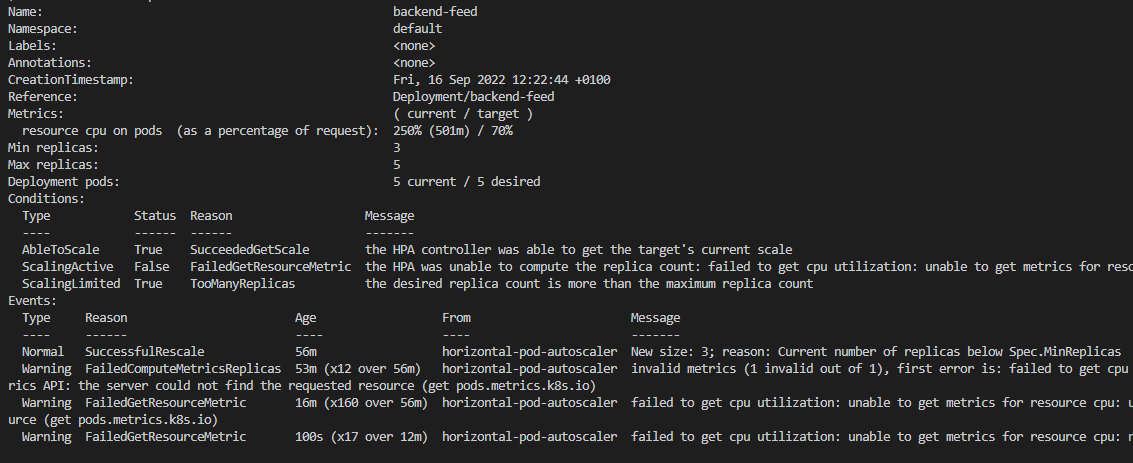 Name: backend-feed
Namespace: default
Labels: <none>
Annotations: <none>
CreationTimestamp: Fri, 16 Sep 2022 12:22:44 +0100
Reference: Deployment/backend-feed
Metrics: ( current / target )
resource cpu on pods (as a percentage of request): 250% (501m) / 70%
Min replicas: 3
Max replicas: 5
Deployment pods: 5 current / 5 desired
Conditions:
Type Status Reason Message
---- ------ ------ -------
AbleToScale True SucceededGetScale the HPA controller was able to get the target's current scale
ScalingActive False FailedGetResourceMetric the HPA was unable to compute the replica count: failed to get cpu utilization: unable to get metrics for reso
ScalingLimited True TooManyReplicas the desired replica count is more than the maximum replica count
Events:
Type Reason Age From Message
---- ------ ---- ---- -------
Normal SuccessfulRescale 56m horizontal-pod-autoscaler New size: 3; reason: Current number of replicas below Spec.MinReplicas
Warning FailedComputeMetricsReplicas 53m (x12 over 56m) horizontal-pod-autoscaler invalid metrics (1 invalid out of 1), first error is: failed to get cpu
rics API: the server could not find the requested resource (get pods.metrics.k8s.io)
Warning FailedGetResourceMetric 16m (x160 over 56m) horizontal-pod-autoscaler failed to get cpu utilization: unable to get metrics for resource cpu: u
urce (get pods.metrics.k8s.io)
Warning FailedGetResourceMetric 100s (x17 over 12m) horizontal-pod-autoscaler failed to get cpu utilization: unable to get metrics for resource cpu: n